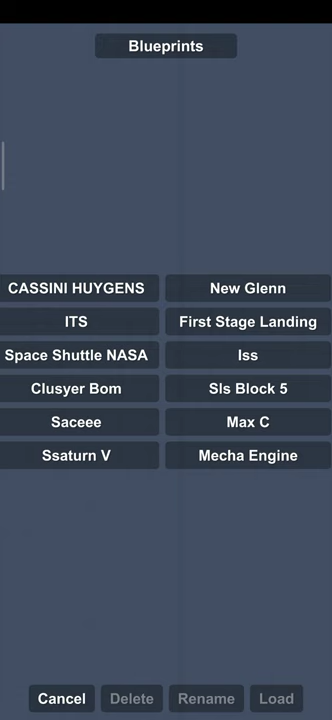 Blueprints
CASSINI HUYGENS
New Glenn
ITS
First Stage Landing
Space Shuttle NASA
Iss
Clusyer Bom
Sls Block 5
Saceee
Max C
Ssaturn V
Mecha Engine
Cancel
Delete
Rename
Load